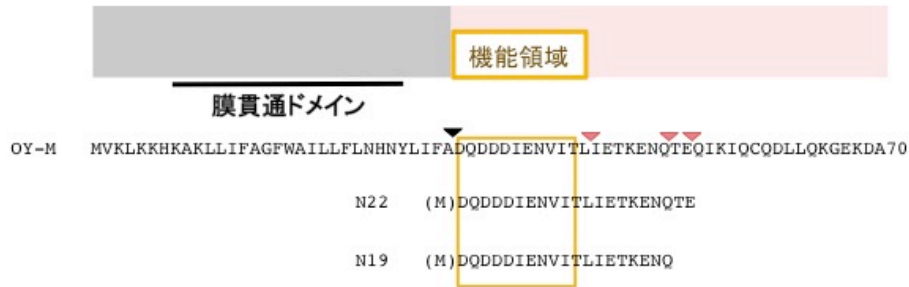 機能領域
膜貫通ドメイン
OY-M MVKLKKHKAKLLIFAGFWAILLFLNHNYLIFADQDDDIENVITLIETKENQTEQIKIQCQDLLQKGEKDA70
N22 (M)DQDDDIENVITLIETKENQTE
N19 (M)DQDDDIENVITLIETKENQ